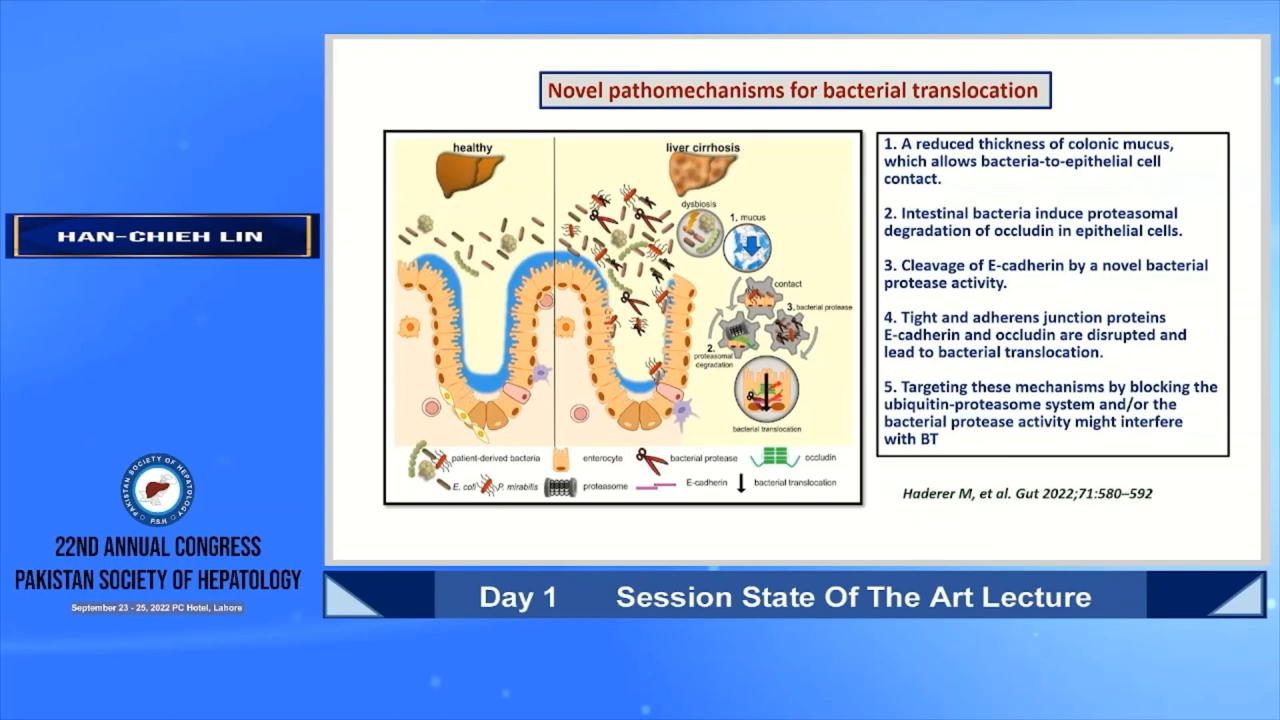 HAN-CHIEH LIN
PAKISTAN SOCIETY OF HEPATOLOGY
P.S.H
22ND ANNUAL CONGRESS
PAKISTAN SOCIETY OF HEPATOLOGY
September 23 - 25, 2022 PC Hotel, Lahore
Novel pathomechanisms for bacterial translocation
healthy
liver cirrhosis
dysbiosis
1. mucus
contact
3. bacterial protease
2.
proteasomal
degradation
bacterial translocation
patient-derived bacteria
enterocyte
bacterial protease
occludin
E. coli
P. mirabilis
proteasome
E-cadherin
bacterial translocation
1. A reduced thickness of colonic mucus,
which allows bacteria-to-epithelial cell
contact.
2. Intestinal bacteria induce proteasomal
degradation of occludin in epithelial cells.
3. Cleavage of E-cadherin by a novel bacterial
protease activity.
4. Tight and adherens junction proteins
E-cadherin and occludin are disrupted and
lead to bacterial translocation.
5. Targeting these mechanisms by blocking the
ubiquitin-proteasome system and/or the
bacterial protease activity might interfere
with BT
Haderer M, et al. Gut 2022;71:580–592
Day 1 Session State Of The Art Lecture